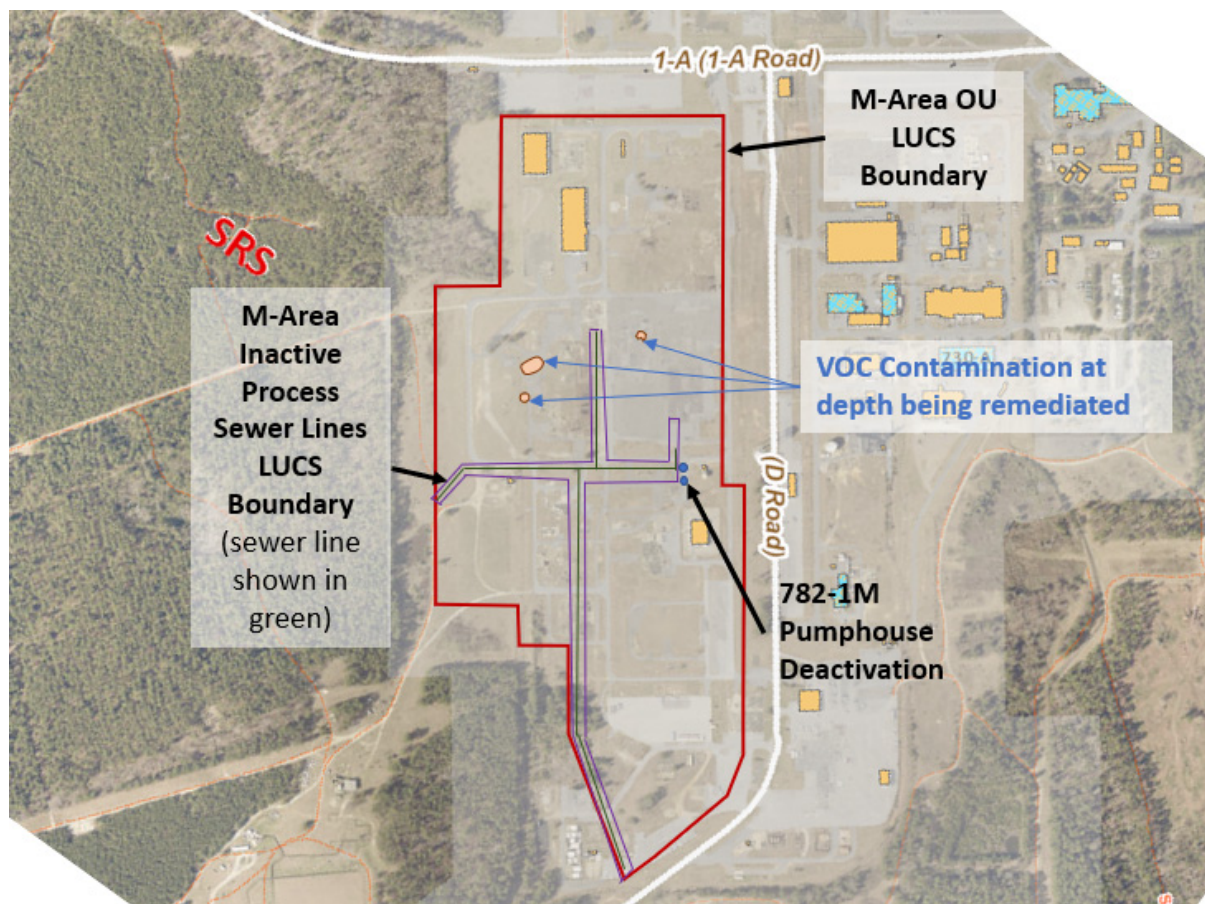 1-A (1-A Road)
M-Area OU
LUCS
Boundary
SRS
M-Area
Inactive
Process
Sewer Lines
LUCS
Boundary
(sewer line
shown in
green)
730-A
VOC Contamination at
depth being remediated
(D Road)
782-1M
Pumphouse
Deactivation
S